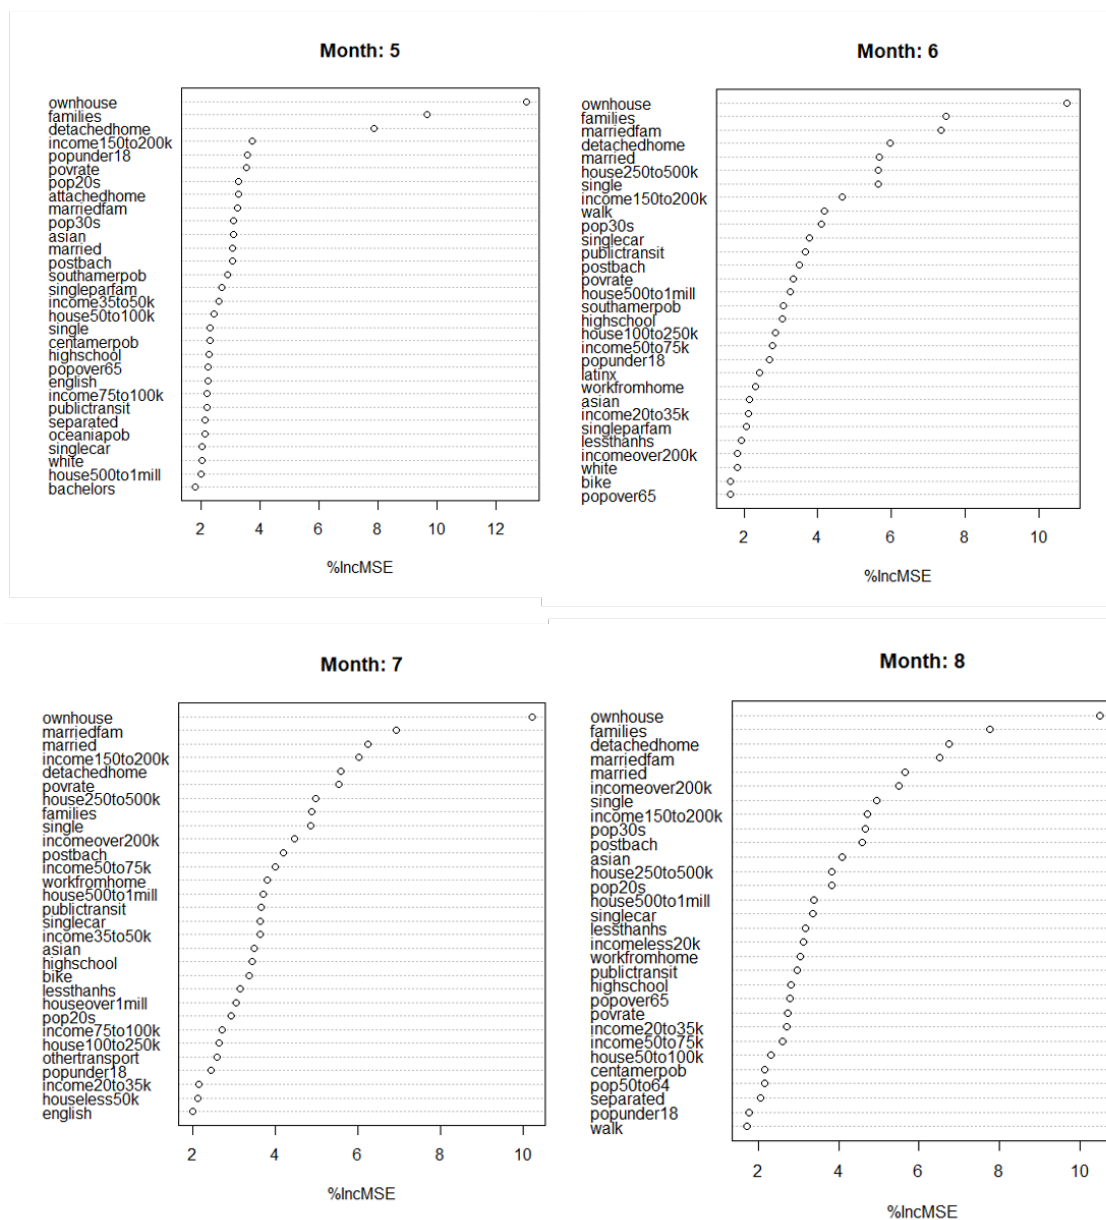 Month: 5
ownhouse
families
detachedhome
income150to200k
popunder18
povrate
pop20s
attachedhome
marriedfam
pop30s
asian
married
postbach
southamerpob
singleparfam
income35to50k
house50to100k
single
centamerpob
highschool
popover65
english
income75to100k
publictransit
separated
oceaniapob
singlecar
white
house500to1mill
bachelors
2 4 6 8 10 12
%IncMSE
Month: 6
ownhouse
families
marriedfam
detachedhome
married
house250to500k
single
income150to200k
walk
pop30s
singlecar
publictransit
postbach
povrate
house500to1mill
southamerpob
highschool
house100to250k
income50to75k
popunder18
latinx
workfromhome
asian
income20to35k
singleparfam
lessthanhs
incomeover200k
white
bike
popover65
2 4 6 8 10
%IncMSE
Month: 7
ownhouse
marriedfam
married
income150to200k
detachedhome
povrate
house250to500k
families
single
incomeover200k
postbach
income50to75k
workfromhome
house500to1mill
publictransit
singlecar
income35to50k
asian
highschool
bike
lessthanhs
houseover1mill
pop20s
income75to100k
house100to250k
othertransport
popunder18
income20to35k
houseless50k
english
2 4 6 8 10
%IncMSE
Month: 8
ownhouse
families
detachedhome
marriedfam
married
incomeover200k
single
income150to200k
pop30s
postbach
asian
house250to500k
pop20s
house500to1mill
singlecar
lessthanhs
incomeless20k
workfromhome
publictransit
highschool
popover65
povrate
income20to35k
income50to75k
house50to100k
centamerpob
pop50to64
separated
popunder18
walk
2 4 6 8 10
%IncMSE